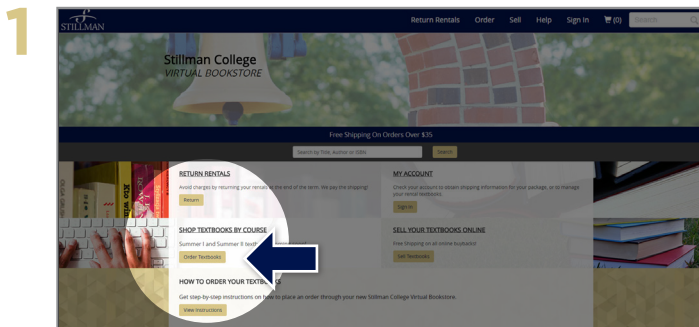 1
STILLMAN
Return Rentals Order Sell Help Sign In (0) Search
Stillman College
VIRTUAL BOOKSTORE
Free Shipping On Orders Over $35
Search by Title, Author or ISBN Search
RETURN RENTALS
Avoid charges by returning your rentals at the end of the term. We pay the shipping!
Return
MY ACCOUNT
Check your account to obtain shipping information for your package, or to manage
your rental textbooks.
Sign In
SHOP TEXTBOOKS BY COURSE
Summer I and Summer II
Order Textbooks
SELL YOUR TEXTBOOKS ONLINE
Free Shipping on all online buybacks!
Sell Textbooks
HOW TO ORDER YOUR TEXTBOOKS
Get step-by-step instructions on how to place an order through your new Stillman College Virtual Bookstore.
View Instructions